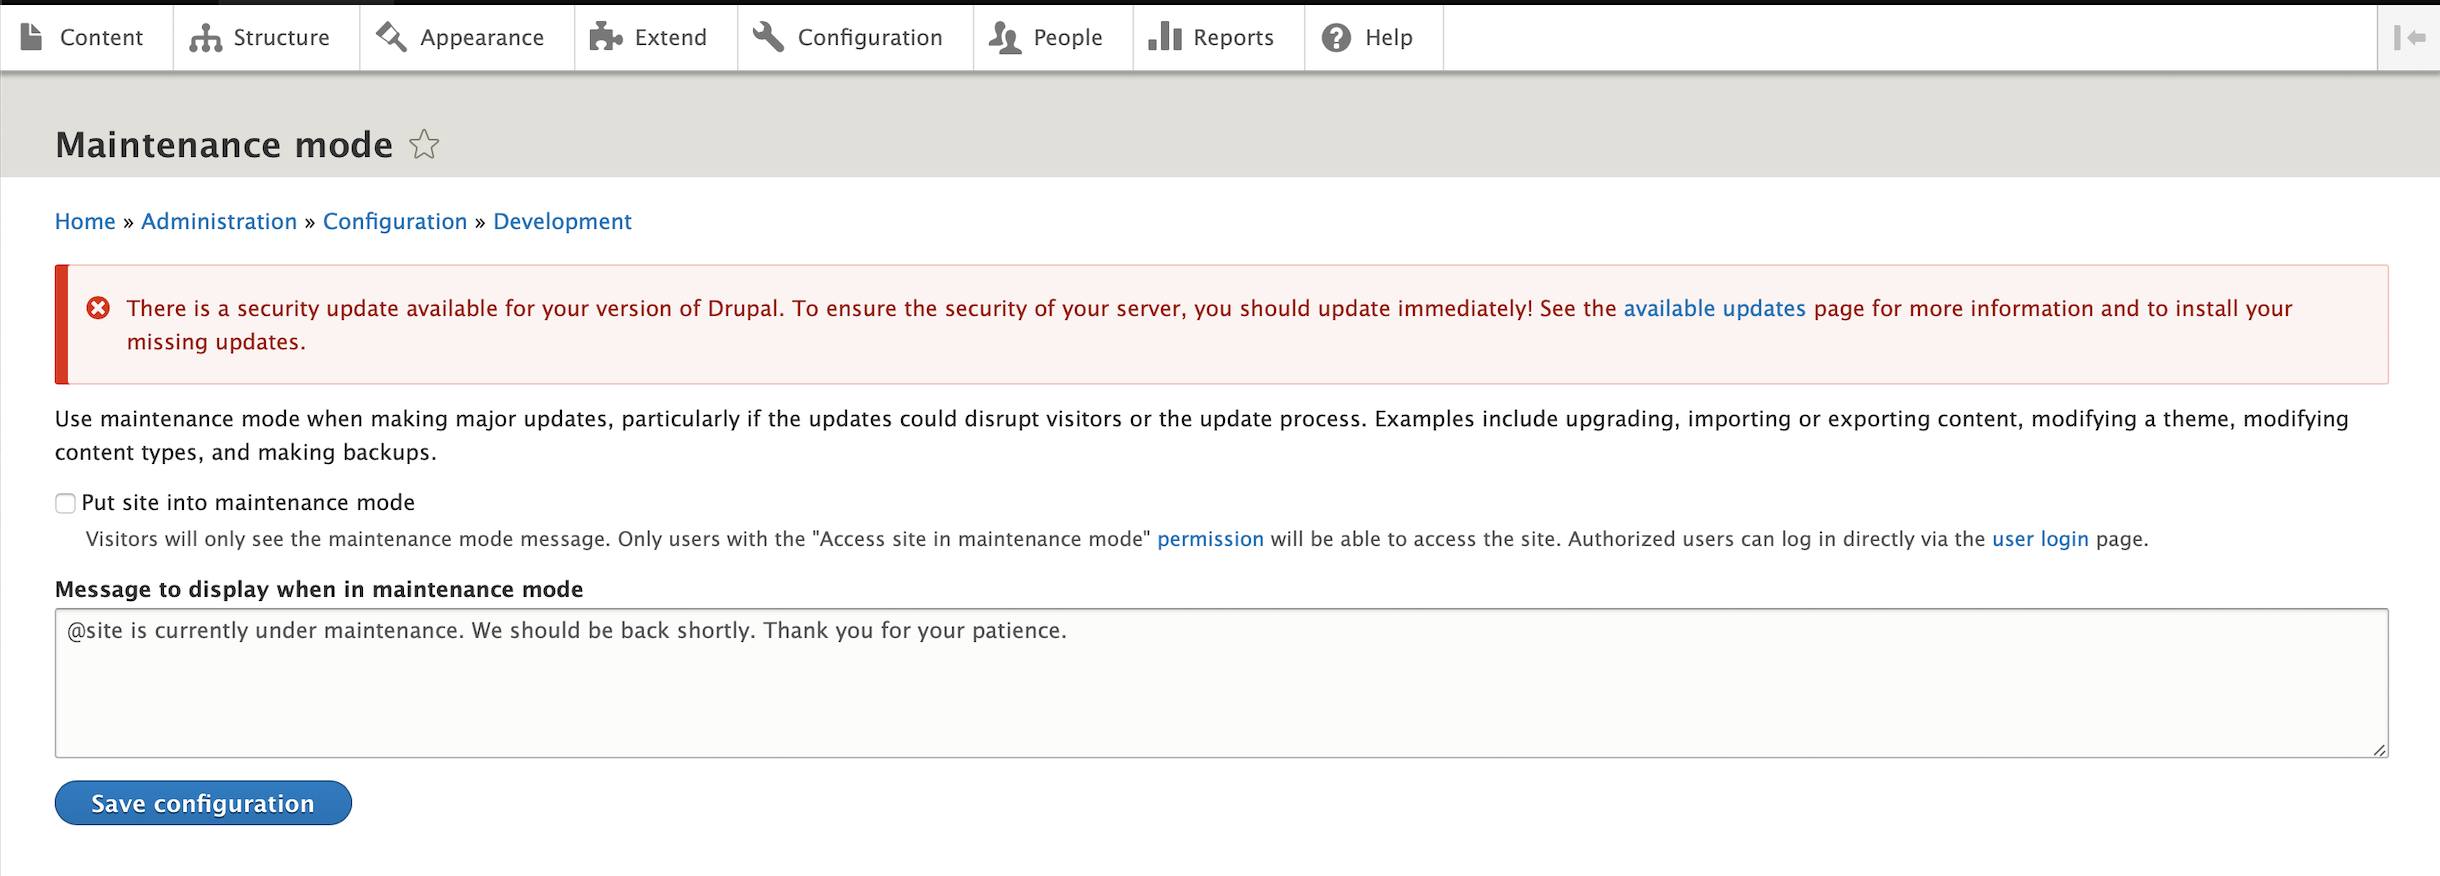 Content Structure Appearance Extend Configuration People Reports Help
Maintenance mode
Home » Administration » Configuration » Development
There is a security update available for your version of Drupal. To ensure the security of your server, you should update immediately! See the available updates page for more information and to install your
missing updates.
Use maintenance mode when making major updates, particularly if the updates could disrupt visitors or the update process. Examples include upgrading, importing or exporting content, modifying a theme, modifying
content types, and making backups.
Put site into maintenance mode
Visitors will only see the maintenance mode message. Only users with the "Access site in maintenance mode" permission will be able to access the site. Authorized users can log in directly via the user login page.
Message to display when in maintenance mode
@site is currently under maintenance. We should be back shortly. Thank you for your patience.
Save configuration